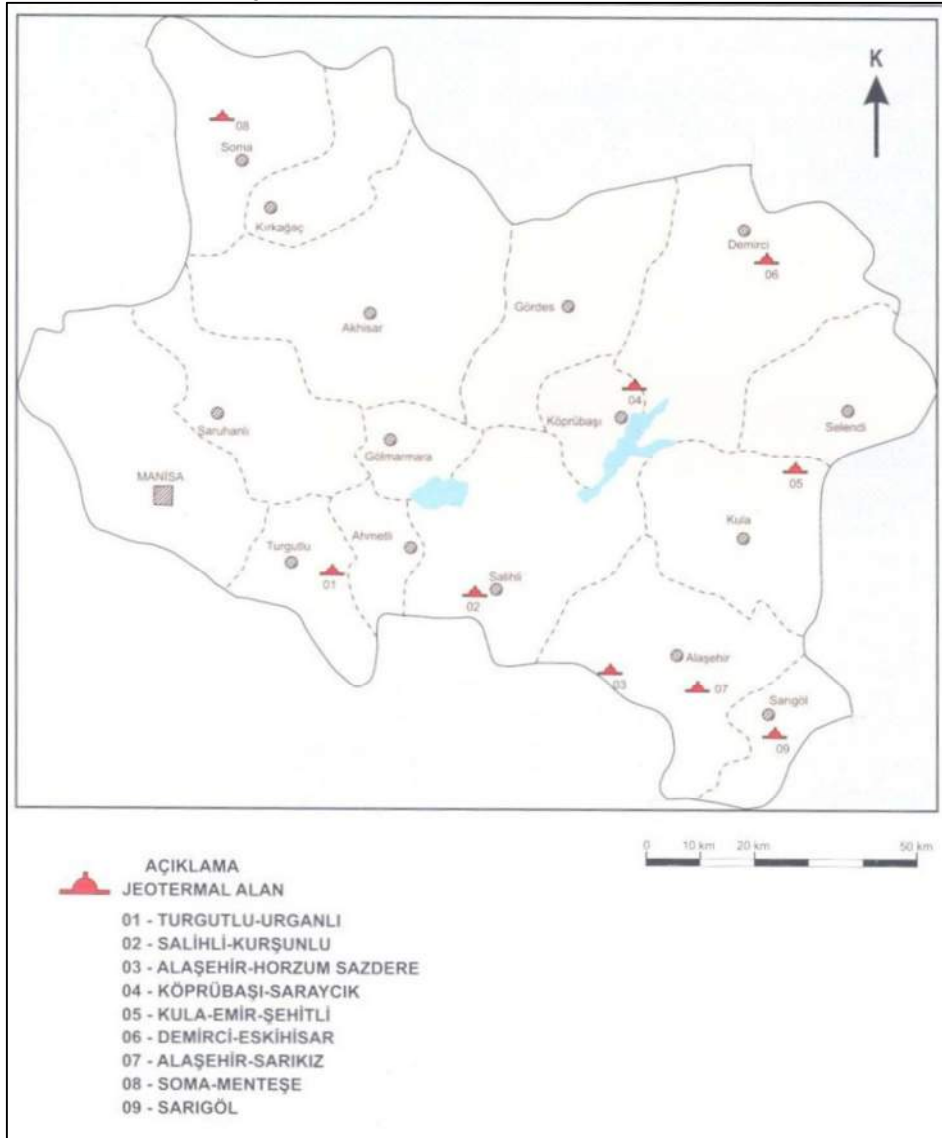 K
08
Soma
Kırkağaç
Demirci
06
Gördes
Akhisar
04
Köprübaşı
Selendi
Saruhanlı
Gölmarmara
MANİSA
05
Kula
Ahmetli
Turgutlu
01
Salihli
02
Alaşehir
03
07
Sarıgöl
09
0 10 km 20 km 50 km
AÇIKLAMA
JEOTERMAL ALAN
01 - TURGUTLU-URGANLI
02 - SALİHLİ-KURŞUNLU
03 - ALAŞEHİR-HORZUM SAZDERE
04 - KÖPRÜBAŞI-SARAYCIK
05 - KULA-EMİR-ŞEHİTLİ
06 - DEMİRCİ-ESKİHİSAR
07 - ALAŞEHİR-SARIKIZ
08 - SOMA-MENTEŞE
09 - SARIGÖL